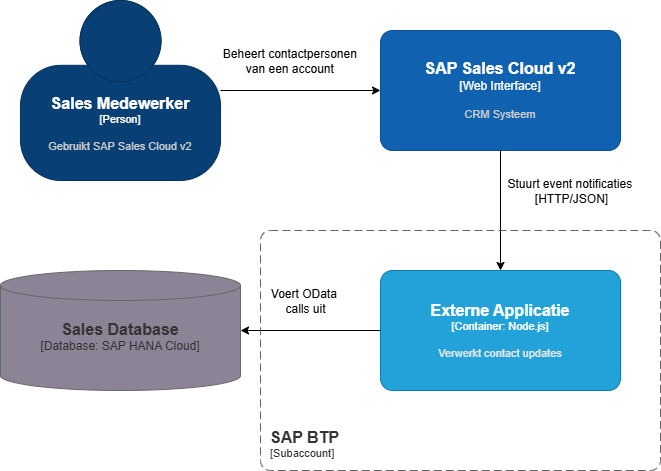 Beheert contactpersonen
van een account
Sales Medewerker
[Person]
Gebruikt SAP Sales Cloud v2
SAP Sales Cloud v2
[Web Interface]
CRM Systeem
Stuurt event notificaties
[HTTP/JSON]
Voert OData
calls uit
Sales Database
[Database: SAP HANA Cloud]
Externe Applicatie
[Container: Node.js]
Verwerkt contact updates
SAP BTP
[Subaccount]